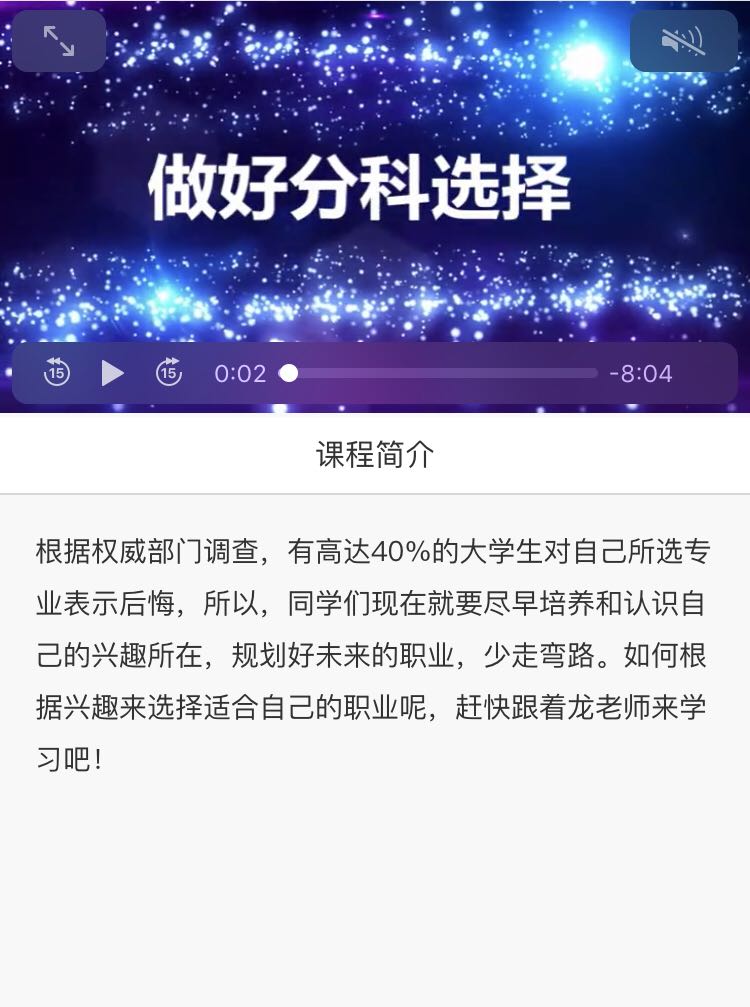 做好分科选择
15
15
0:02
-8:04
课程简介
根据权威部门调查，有高达40%的大学生对自己所选专
业表示后悔，所以，同学们现在就要尽早培养和认识自
己的兴趣所在，规划好未来的职业，少走弯路。如何根
据兴趣来选择适合自己的职业呢，赶快跟着龙老师来学
习吧！